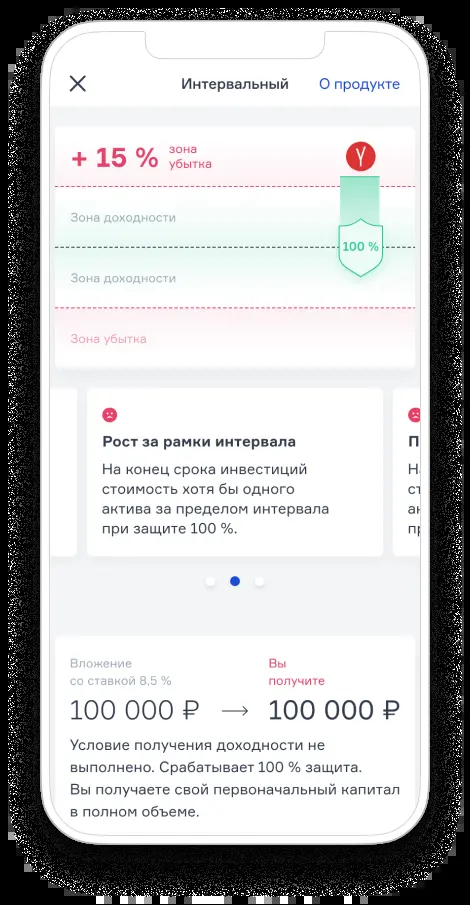 Интервальный
О продукте
+ 15 % зона
убытка
Y
Зона доходности
100 %
Зона доходности
Зона убытка
Рост за рамки интервала
На конец срока инвестиций
стоимость хотя бы одного
актива за пределом интервала
при защите 100 %.
Вложение
со ставкой 8,5 %
Вы
получите
100 000 ₽ → 100 000 ₽
Условие получения доходности не
выполнено. Срабатывает 100 % защита.
Вы получаете свой первоначальный капитал
в полном объеме.